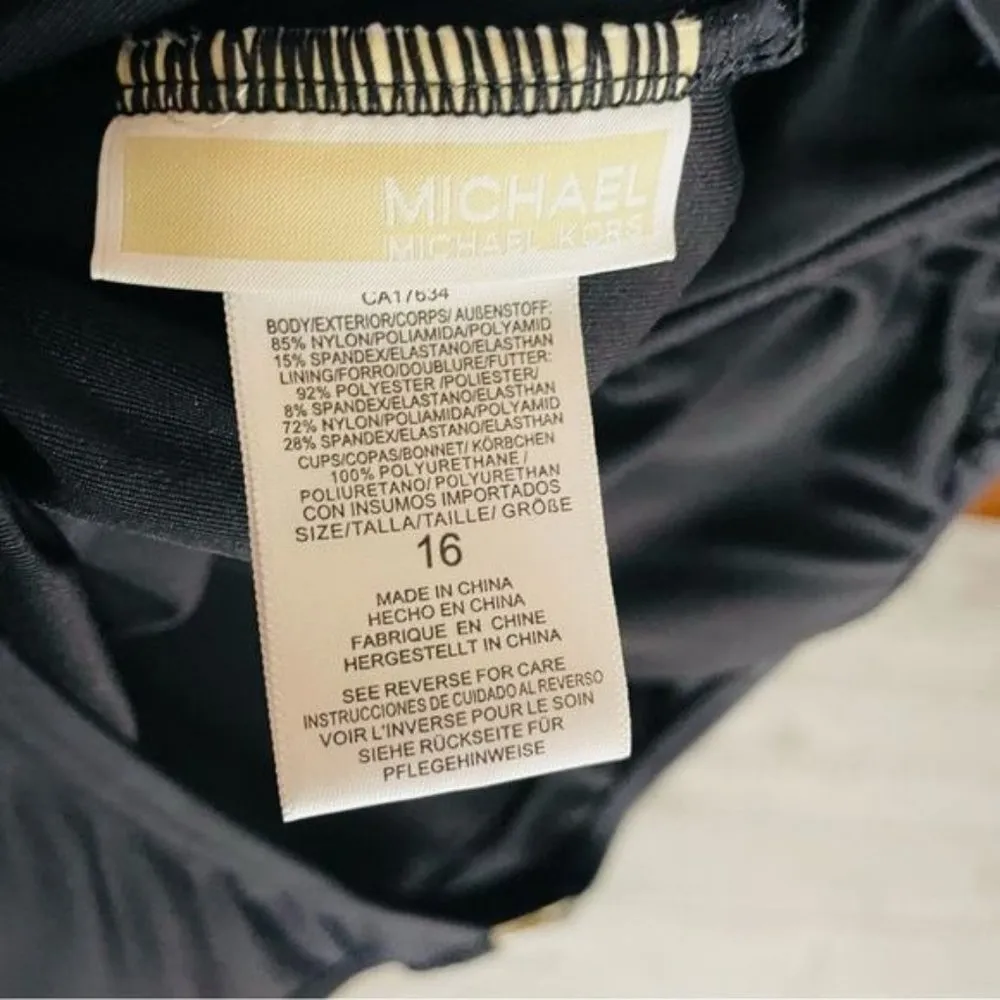 MICHAEL
MICHAEL KORS
CA17634
BODY/EXTERIOR/CORPS/ AUßENSTOFF:
85% NYLON/POLIAMIDA/POLYAMID
15% SPANDEX/ELASTANO/ELASTHAN
LINING/FORRO/DOUBLURE/FUTTER:
92% POLYESTER /POLIESTER/
8% SPANDEX/ELASTANO/ELASTHAN
72% NYLON/POLIAMIDA/POLYAMID
28% SPANDEX/ELASTANO/ELASTHAN
CUPS/COPAS/BONNET/ KÖRBCHEN
100% POLYURETHANE /
POLIURETANO/ POLYURETHAN
CON INSUMOS IMPORTADOS
SIZE/TALLA/TAILLE/ GRÖßE
16
MADE IN CHINA
HECHO EN CHINA
FABRIQUE EN CHINE
HERGESTELLT IN CHINA
SEE REVERSE FOR CARE
INSTRUCCIONES DE CUIDADO AL REVERSO
VOIR L'INVERSE POUR LE SOIN
SIEHE RÜCKSEITE FÜR
PFLEGEHINWEISE